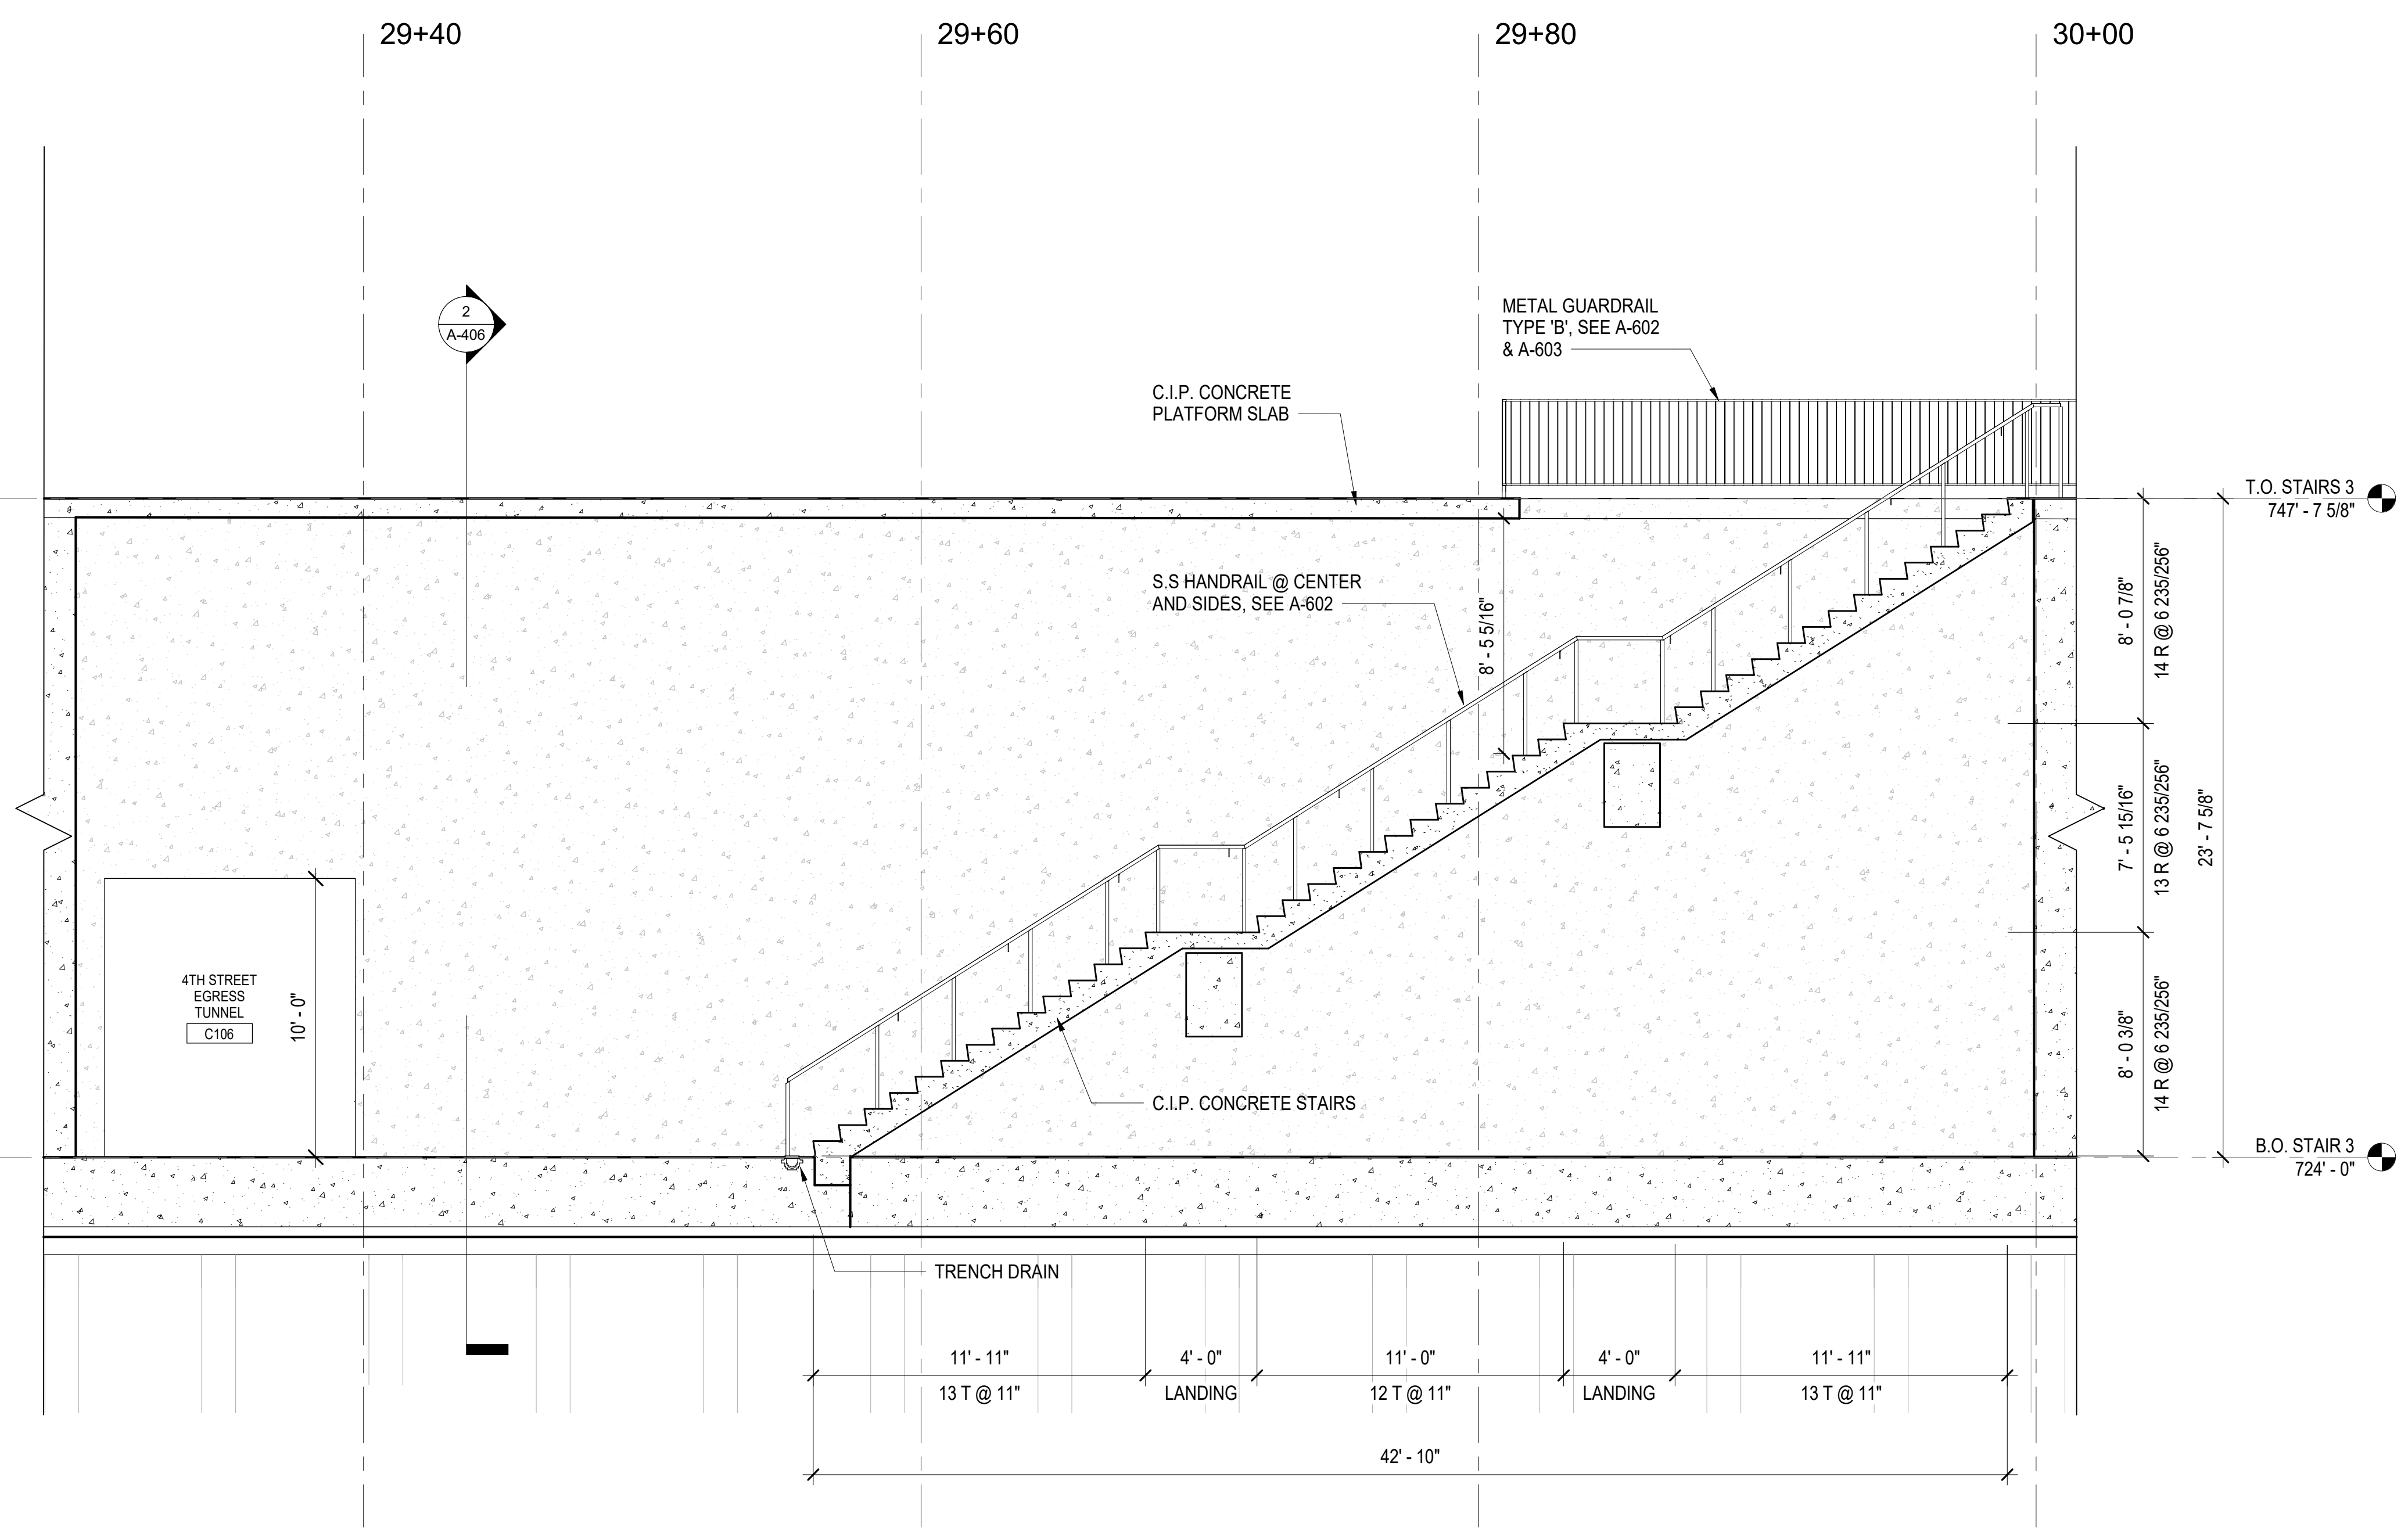 29+40
29+60
29+80
30+00
2
A-406
METAL GUARDRAIL
TYPE 'B', SEE A-602
& A-603
C.I.P. CONCRETE
PLATFORM SLAB
T.O. STAIRS 3
747' - 7 5/8"
S.S HANDRAIL @ CENTER
AND SIDES, SEE A-602
8' - 5 5/16"
8' - 0 7/8"
14 R @ 6 235/256"
7' - 5 15/16"
13 R @ 6 235/256"
23' - 7 5/8"
8' - 0 3/8"
14 R @ 6 235/256"
4TH STREET
EGRESS
TUNNEL
C106
10' - 0"
C.I.P. CONCRETE STAIRS
B.O. STAIR 3
724' - 0"
TRENCH DRAIN
11' - 11"
4' - 0"
11' - 0"
4' - 0"
11' - 11"
13 T @ 11"
LANDING
12 T @ 11"
LANDING
13 T @ 11"
42' - 10"